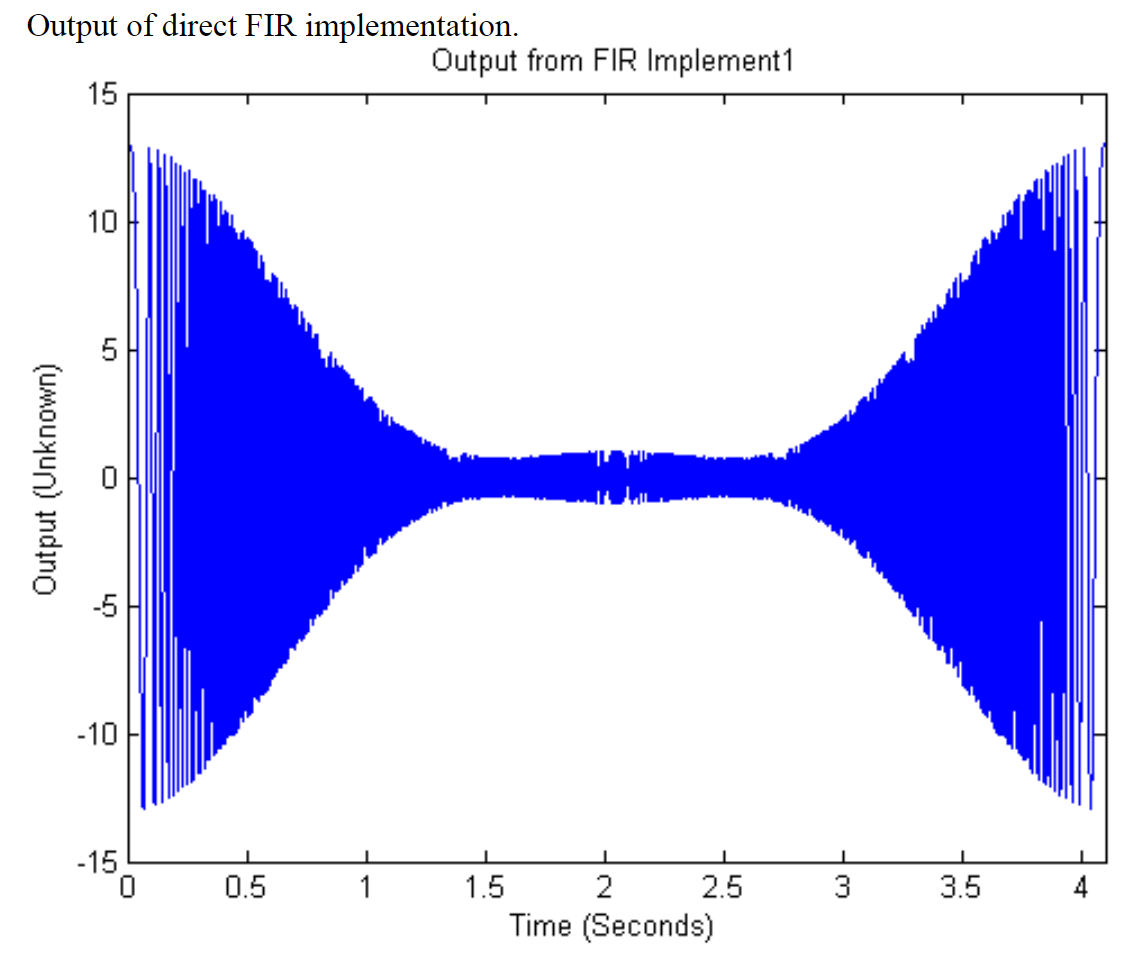 Output of direct FIR implementation.
Output from FIR Implement1
15
10
5
0
-5
-10
-15
Output (Unknown)
0 0.5 1 1.5 2 2.5 3 3.5 4
Time (Seconds)